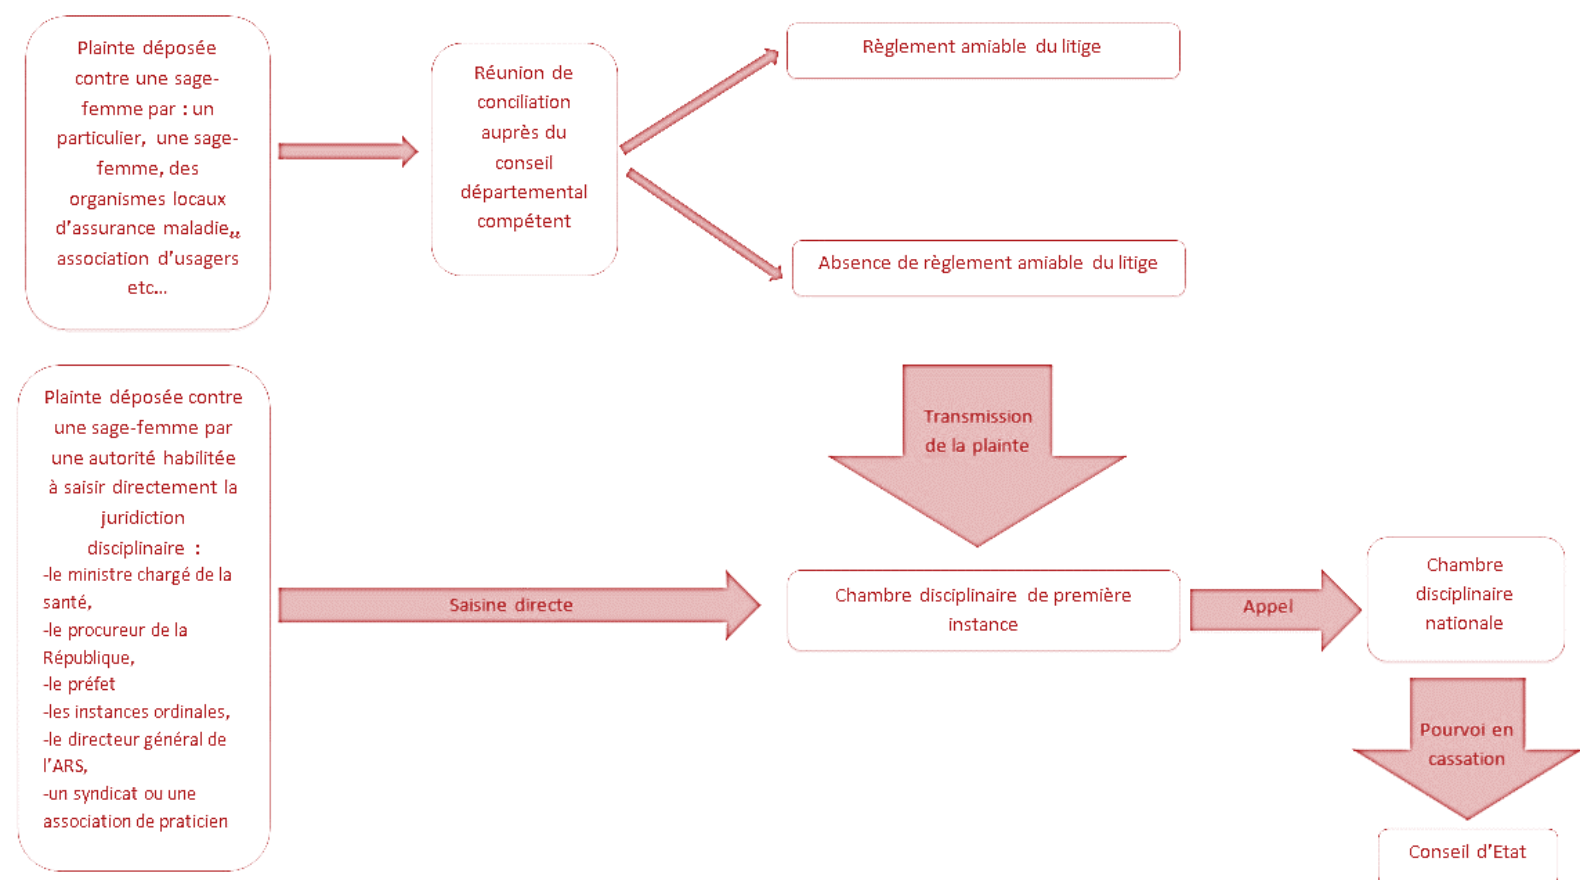 Plainte déposée
contre une sage-
femme par : un
particulier, une sage-
femme, des
organismes locaux
d'assurance maladie,,,
association d'usagers
etc...
Réunion de
conciliation
auprès du
conseil
départemental
compétent
Règlement amiable du litige
Absence de règlement amiable du litige
Transmission
de la plainte
Plainte déposée contre
une sage-femme par
une autorité habilitée
à saisir directement la
juridiction
disciplinaire :
-le ministre chargé de la
santé,
-le procureur de la
République,
-le préfet
-les instances ordinales,
-le directeur général de
l'ARS,
-un syndicat ou une
association de praticien
Saisine directe
Chambre disciplinaire de première
instance
Appel
Chambre
disciplinaire
nationale
Pourvoi en
cassation
Conseil d'Etat